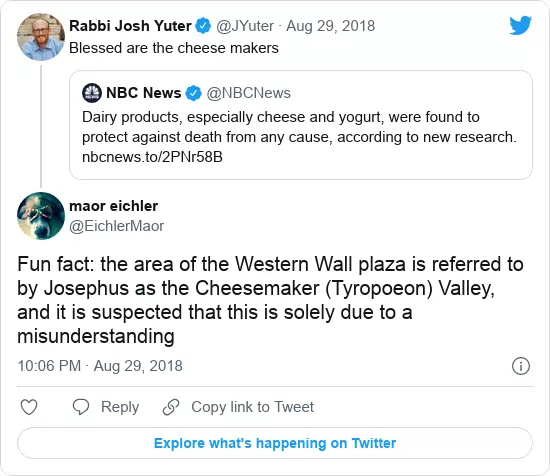 Rabbi Josh Yuter @JYuter · Aug 29, 2018
Blessed are the cheese makers
NBC News @NBCNews
Dairy products, especially cheese and yogurt, were found to
protect against death from any cause, according to new research.
nbcnews.to/2PNr58B
maor eichler
@EichlerMaor
Fun fact: the area of the Western Wall plaza is referred to
by Josephus as the Cheesemaker (Tyropoeon) Valley,
and it is suspected that this is solely due to a
misunderstanding
10:06 PM · Aug 29, 2018
Reply Copy link to Tweet
Explore what's happening on Twitter